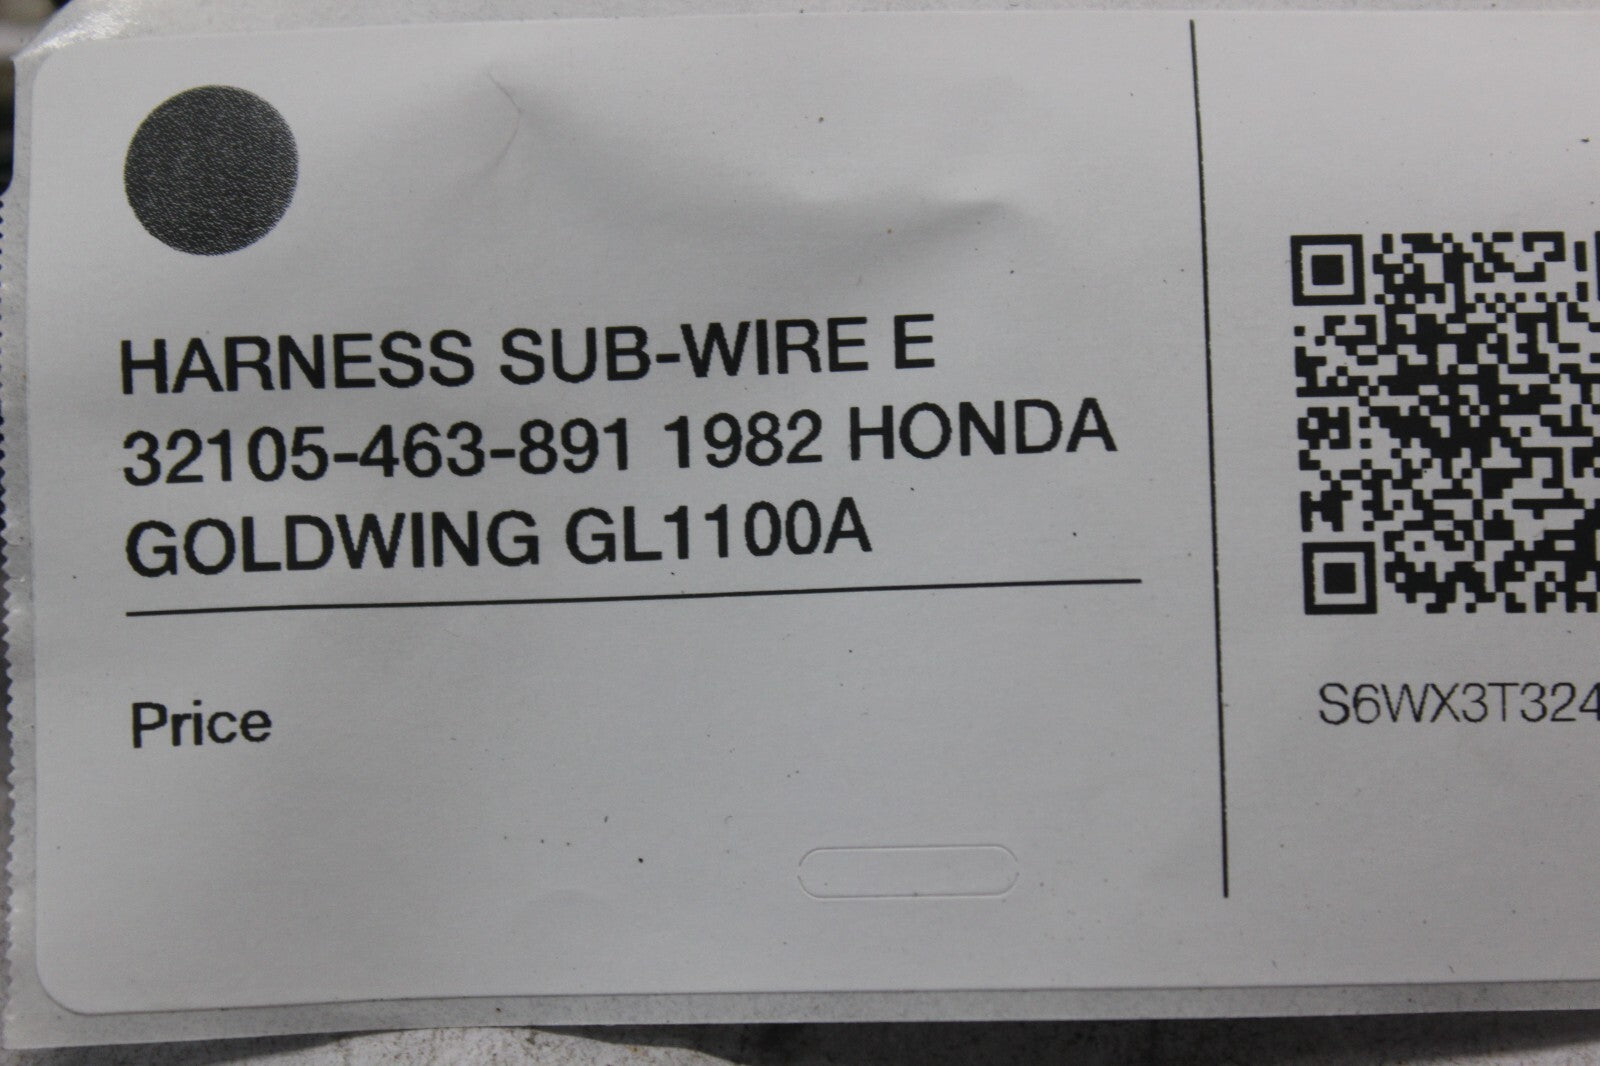 HARNESS SUB-WIRE E
32105-463-891 1982 HONDA
GOLDWING GL1100A
Price
S6WX3T324